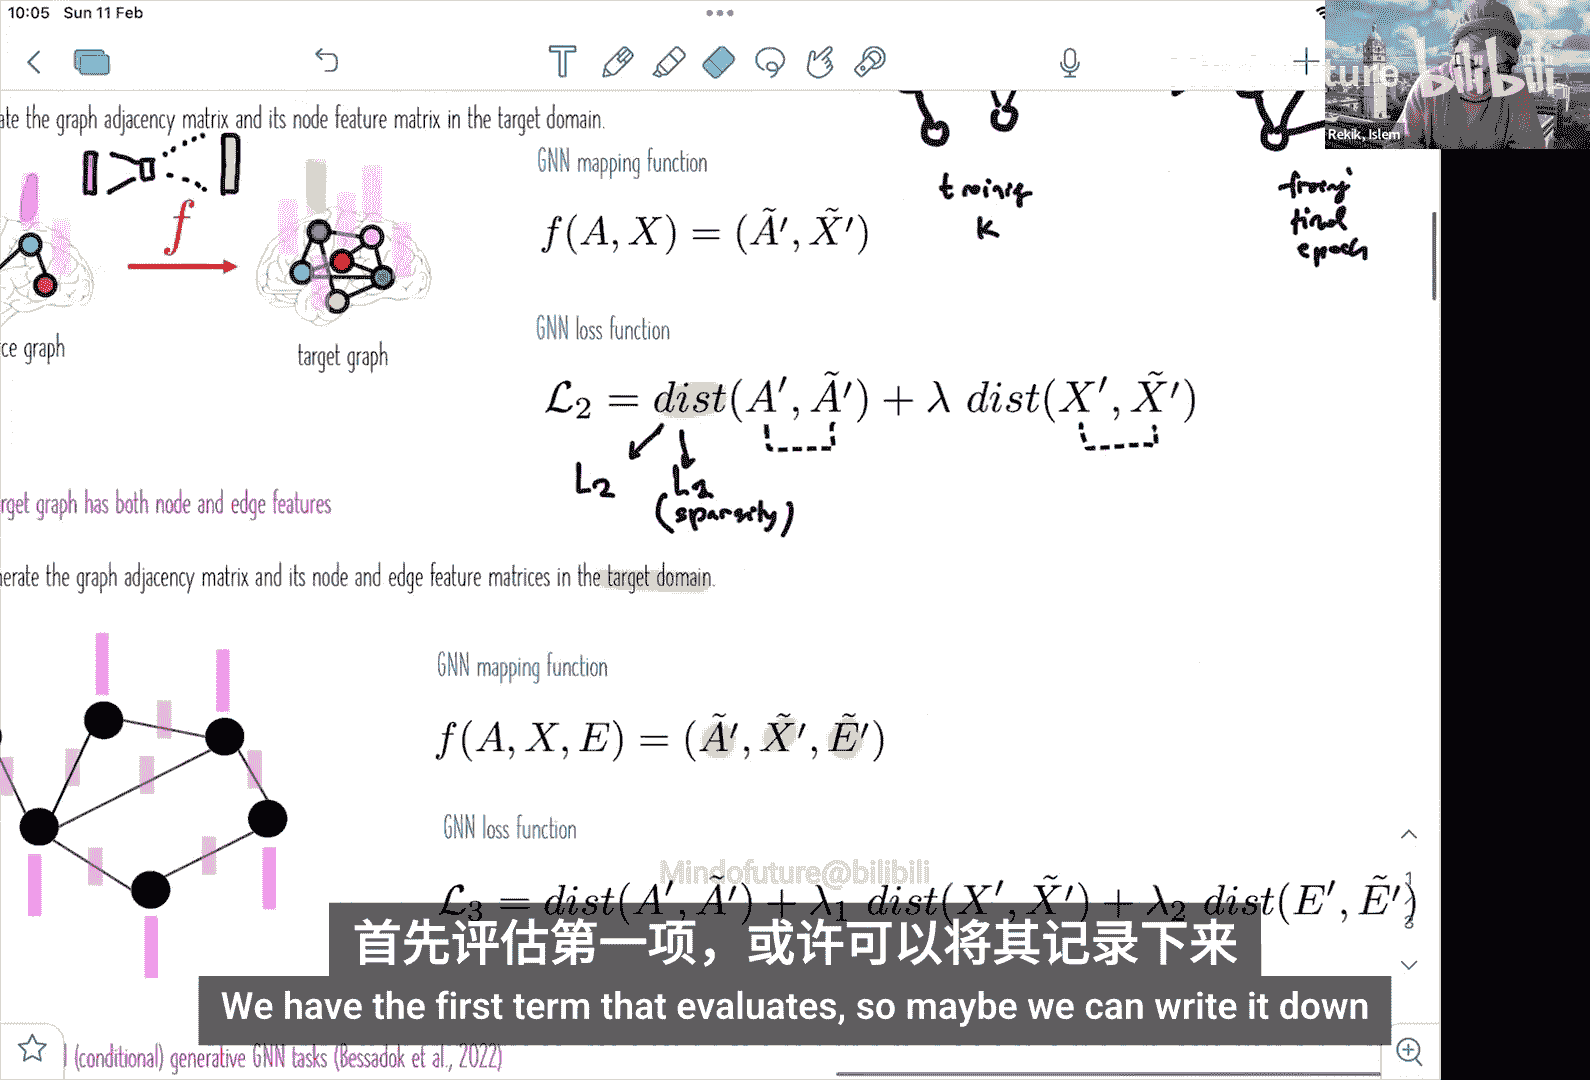 10:05 Sun 11 Feb
bilibili
Rekik, Islem
ate the graph adjacency matrix and its node feature matrix in the target domain.
f
ce graph
target graph
GNN mapping function
f(A, X) = (Ã′, X̃′)
training
k
final
epoch
GNN loss function
ℒ₂ = dist(A′, Ã′) + λ dist(X′, X̃′)
L2
L1
(sparsity)
rget graph has both node and edge features
nerate the graph adjacency matrix and its node and edge feature matrices in the target domain.
GNN mapping function
f(A, X, E) = (Ã′, X̃′, Ẽ′)
GNN loss function
Mindofuture@bilibili
ℒ₃ = dist(A′, Ã′) + λ₁ dist(X′, X̃′) + λ₂ dist(E′, Ẽ′)
首先评估第一项，或许可以将其记录下来
We have the first term that evaluates, so maybe we can write it down
(conditional) generative GNN tasks (Bessadok et al., 2022)